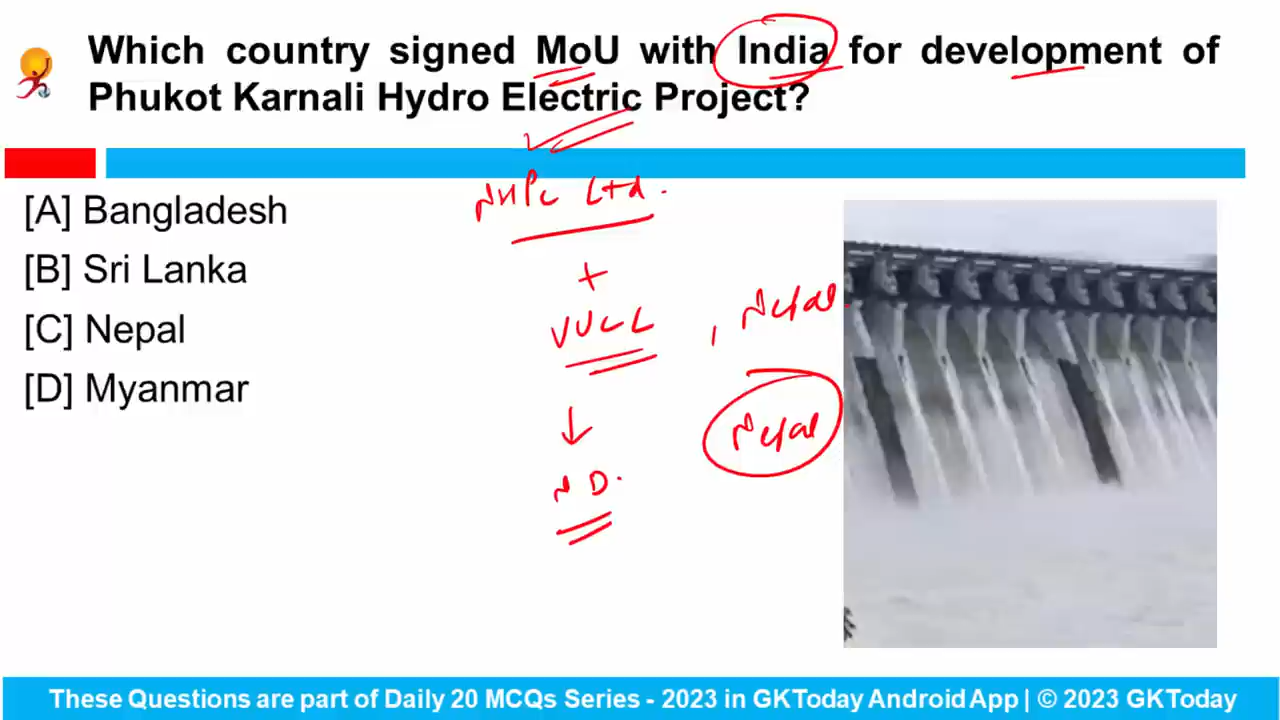 Which country signed MoU with India for development of
Phukot Karnali Hydro Electric Project?
[A] Bangladesh
[B] Sri Lanka
[C] Nepal
[D] Myanmar
NHPC Ltd.
+
VUCL , नेपाल
↓
N D.
नेपाल
These Questions are part of Daily 20 MCQs Series - 2023 in GKToday Android App | © 2023 GKToday